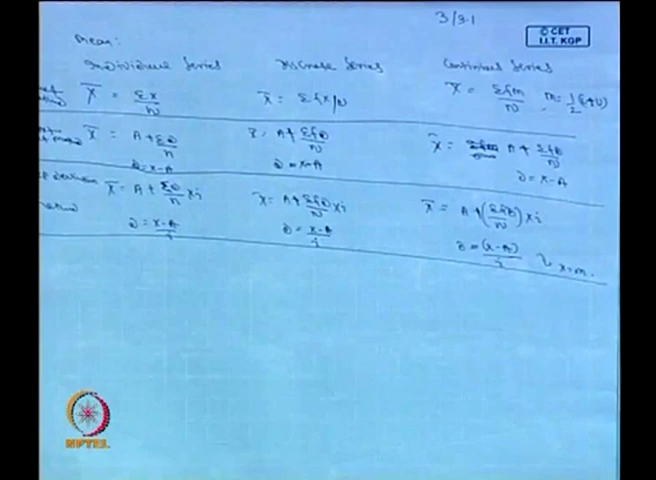 3/3.1
© CET
I.I.T. KGP
Mean:
Individual Series Discrete Series Continuous Series
X̄ = Σx/n X̄ = Σfx/N X̄ = Σfm/N, m = 1/2 (L+U)
X̄ = A + ΣD/n X̄ = A + ΣfD/N X̄ = A + ΣfD/N
D = x-A D = x-A D = x-A
deviation X̄ = A + ΣD/n × i X̄ = A + ΣfD/N × i X̄ = A + (ΣfD/N) × i
D = x-A/i D = x-A/i D = (x-A)/i x = m.
NPTEL